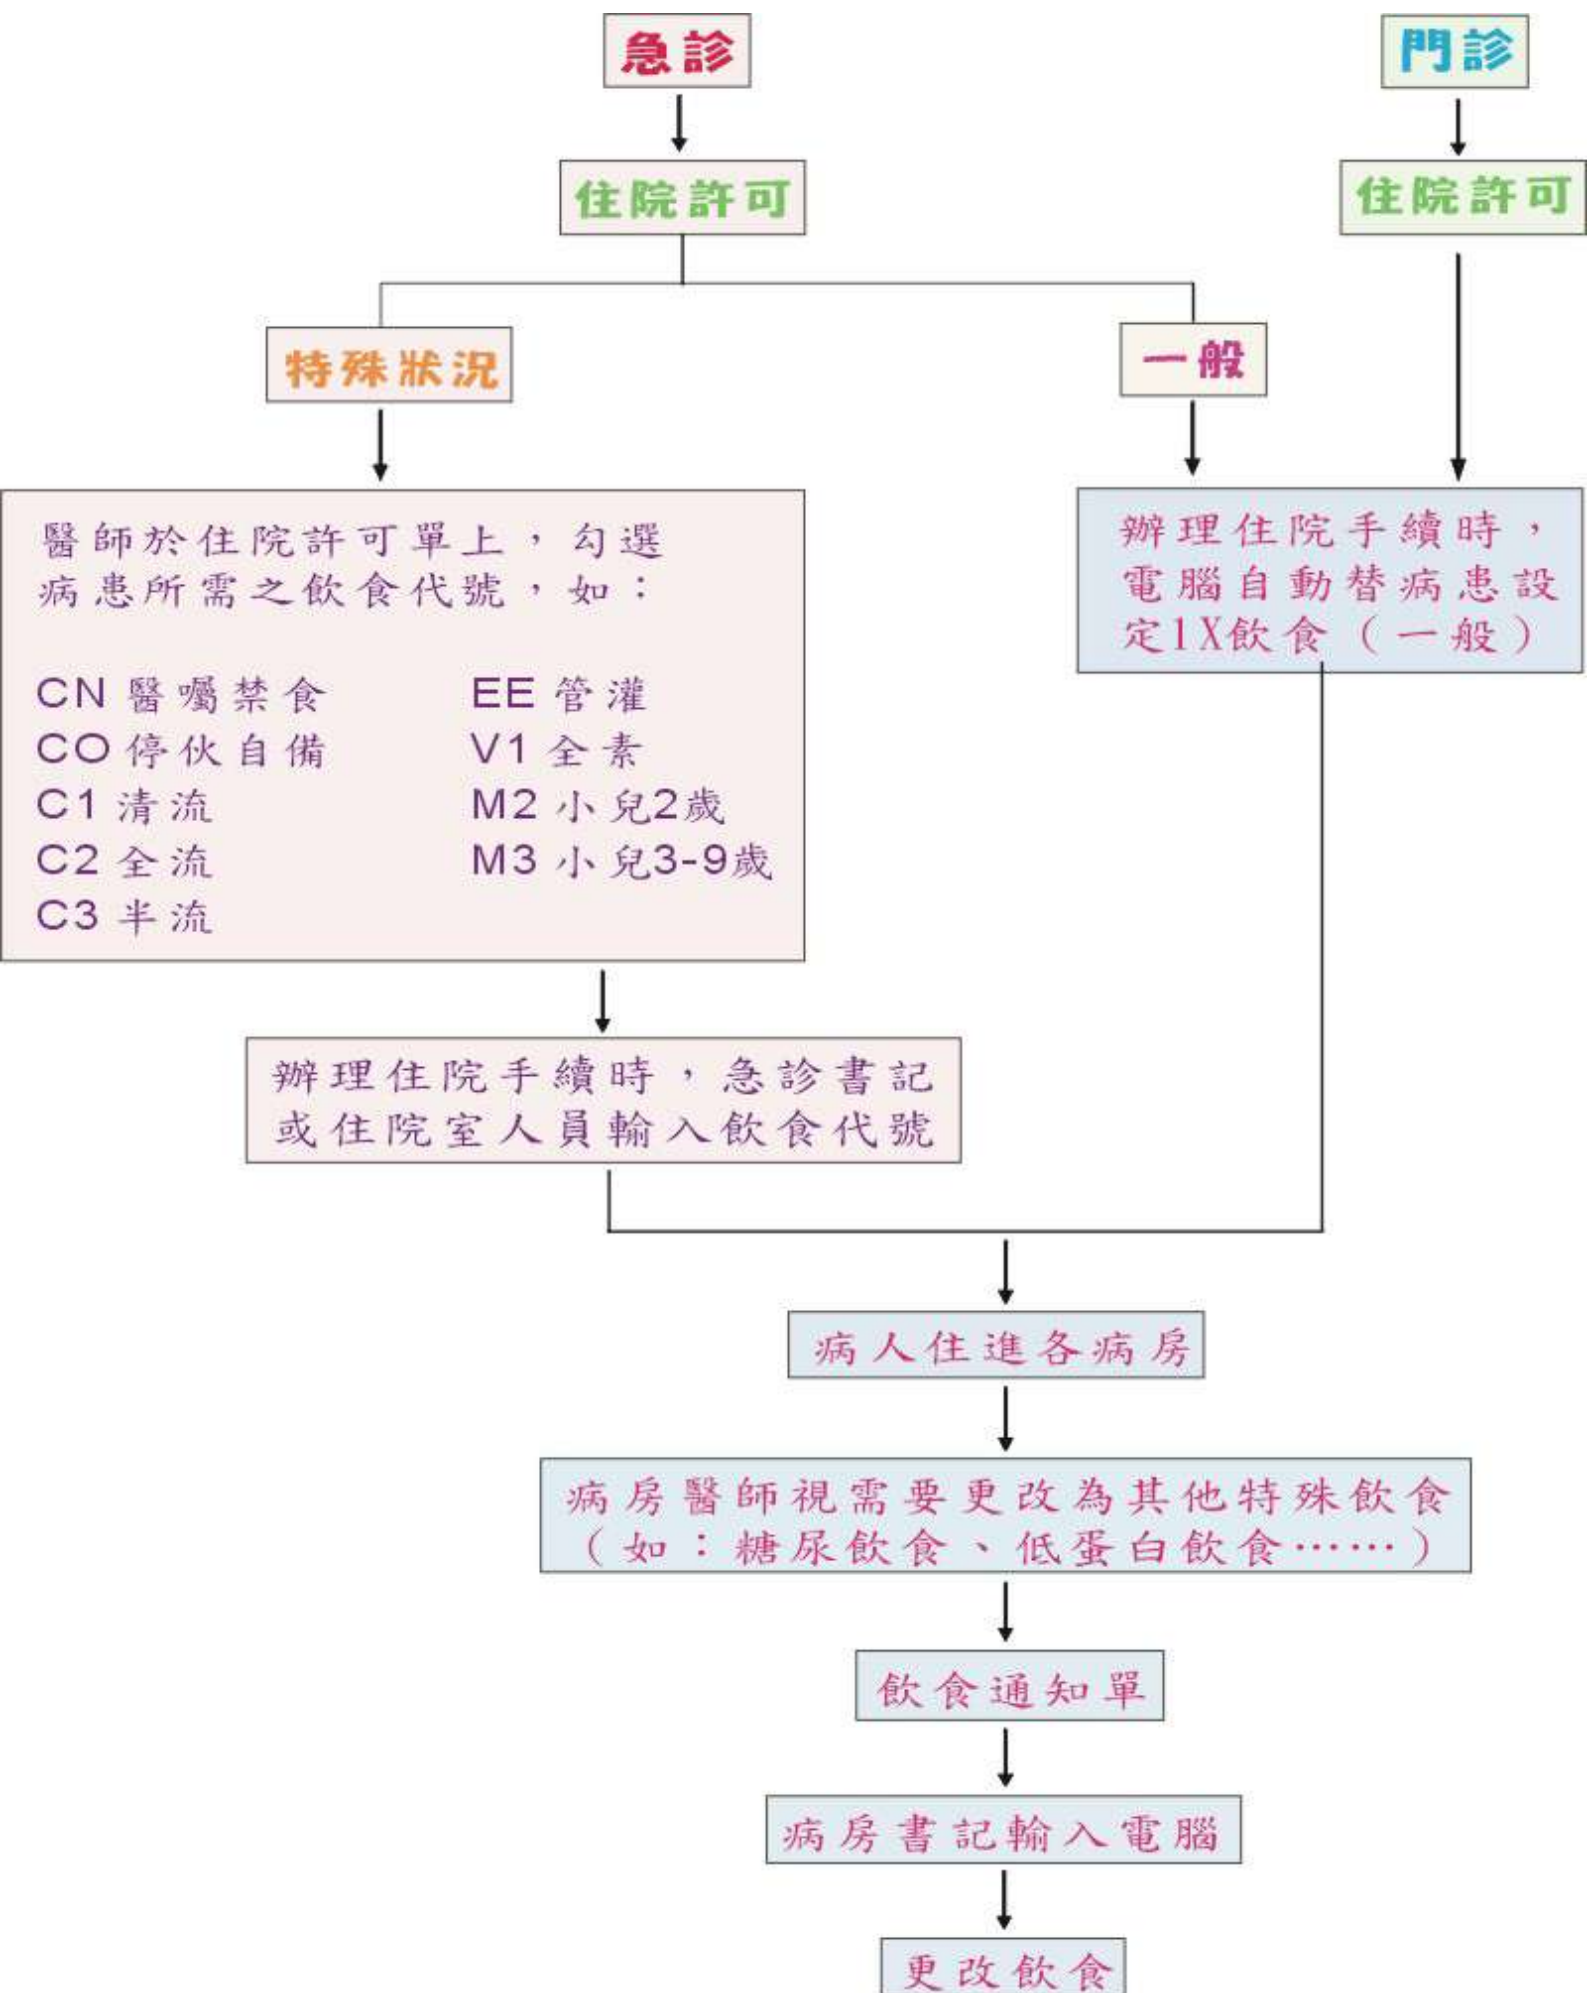 急診
門診
住院許可
住院許可
特殊狀況
一般
醫師於住院許可單上，勾選
病患所需之飲食代號，如：
CN 醫囑禁食
EE 管灌
CO 停伙自備
V1 全素
C1 清流
M2 小兒2歲
C2 全流
M3 小兒3-9歲
C3 半流
辦理住院手續時，
電腦自動替病患設
定1X飲食（一般）
辦理住院手續時，急診書記
或住院室人員輸入飲食代號
病人住進各病房
病房醫師視需要更改為其他特殊飲食
（如：糖尿飲食、低蛋白飲食……）
飲食通知單
病房書記輸入電腦
更改飲食